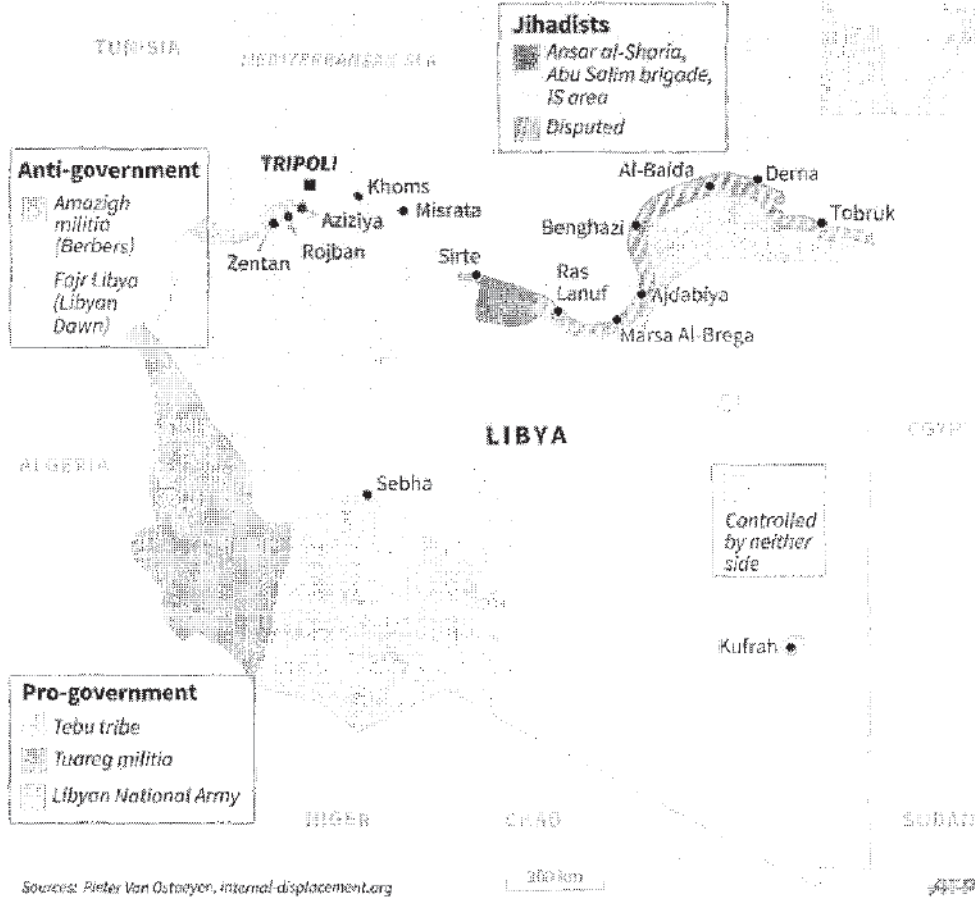 Jihadists
Ansar al-Sharia,
Abu Salim brigade,
IS area
Disputed
TUNISIA
MEDITERRANEAN SEA
Anti-government
Amazigh
militia
(Berbers)
Fajr Libya
(Libyan
Dawn)
TRIPOLI
Khoms
Misrata
Aziziya
Rojban
Zentan
Sirte
Ras
Lanuf
Al-Baida
Derna
Benghazi
Tobruk
Ajdabiya
Marsa Al-Brega
LIBYA
EGYPT
ALGERIA
Sebha
Controlled
by neither
side
Kufrah
Pro-government
Tebu tribe
Tuareg militia
Libyan National Army
NIGER
CHAD
SUDAN
Sources: Pieter Van Ostaeyen, internal-displacement.org
300 km
AFP